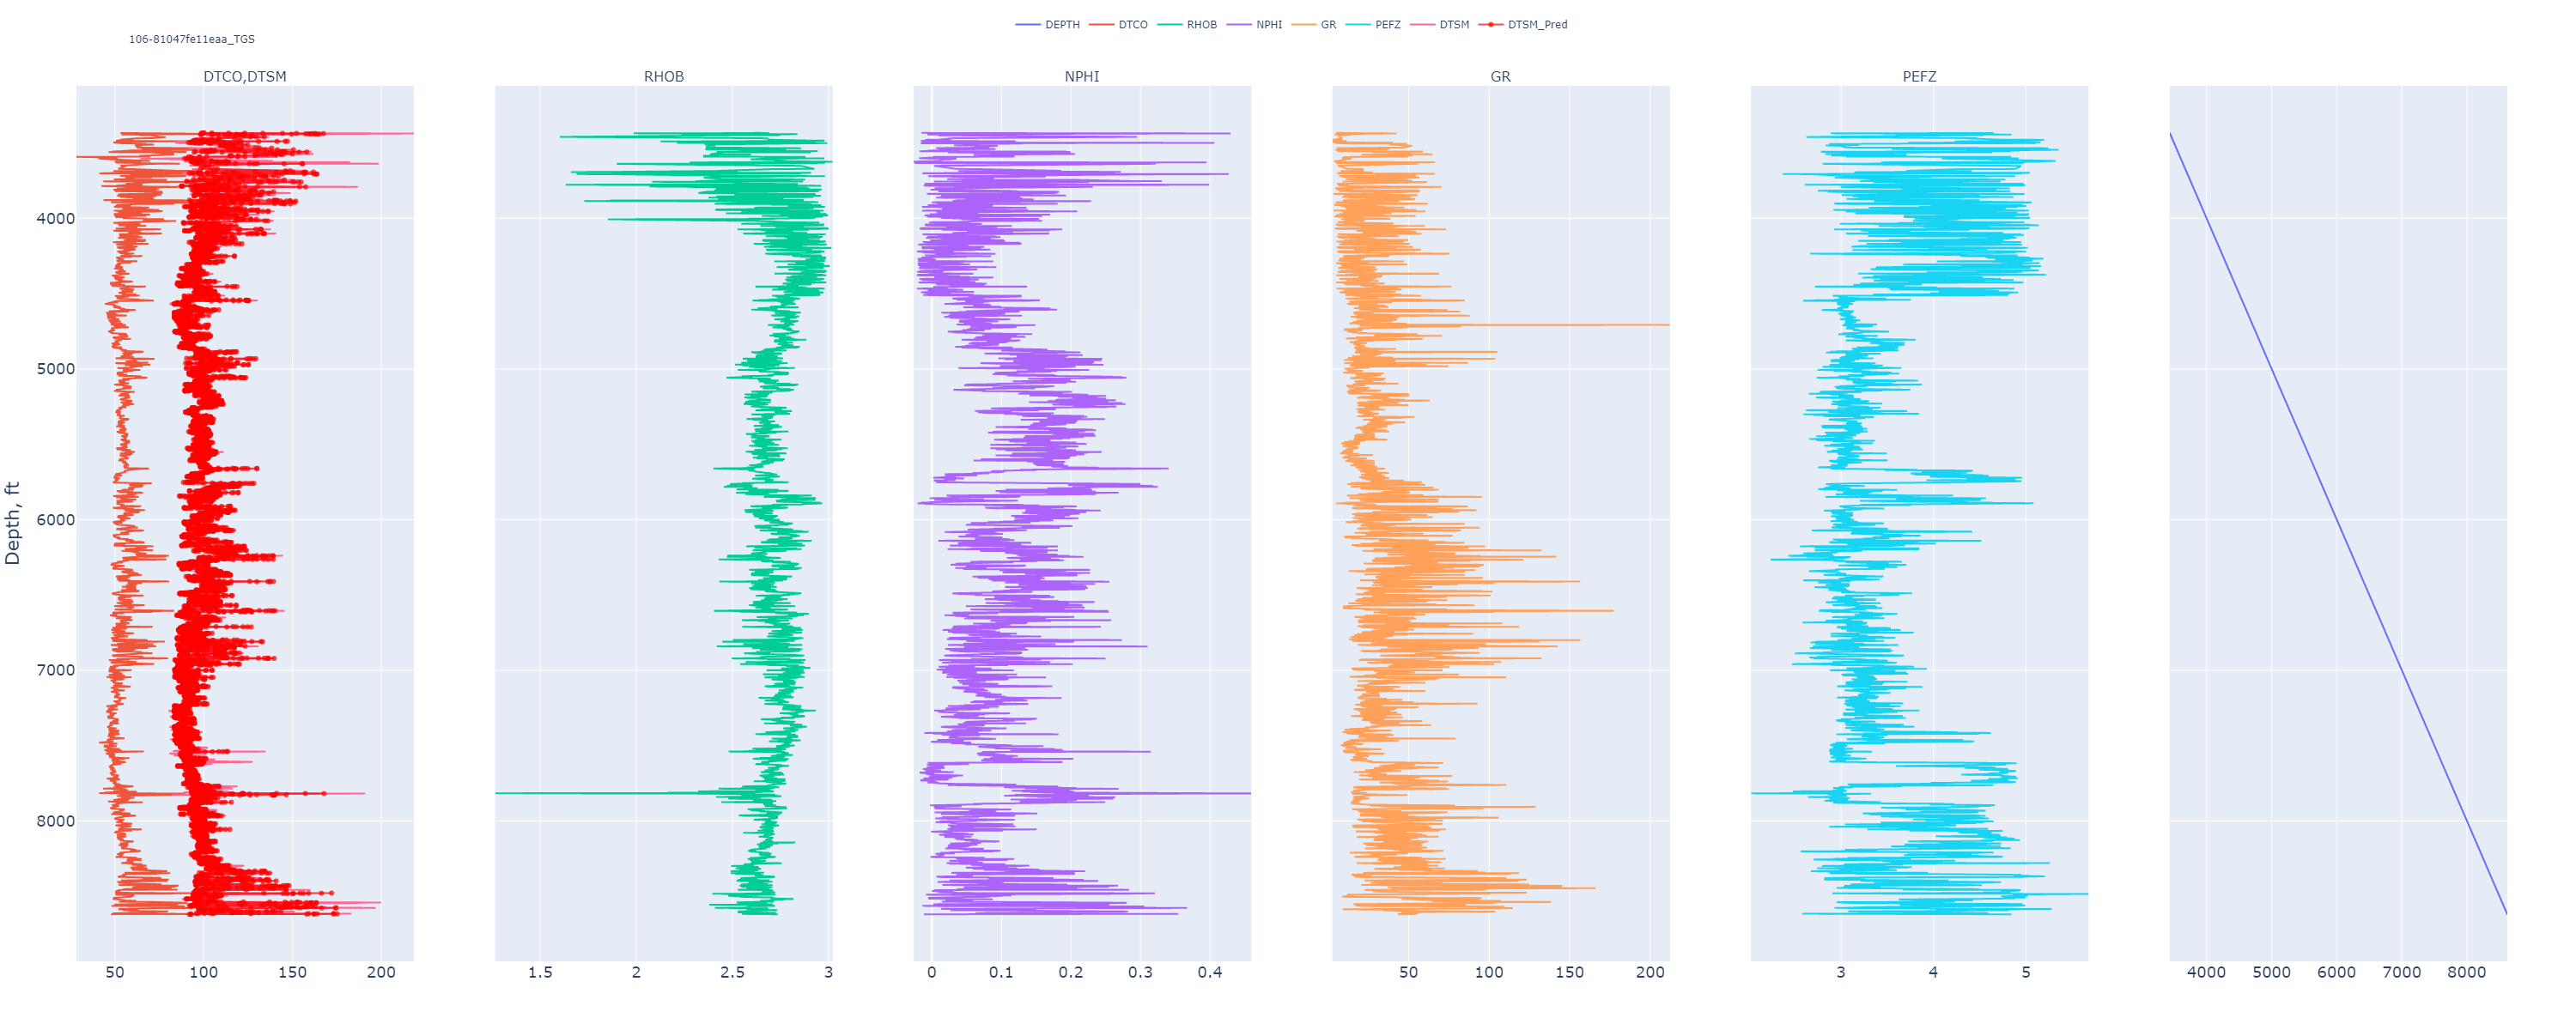 DEPTH DTCO RHOB NPHI GR PEFZ DTSM DTSM_Pred
106-81047fe11eaa_TGS
DTCO,DTSM RHOB NPHI GR PEFZ
Depth, ft
4000
5000
6000
7000
8000
50 100 150 200 1.5 2 2.5 3 0 0.1 0.2 0.3 0.4 50 100 150 200 3 4 5 4000 5000 6000 7000 8000